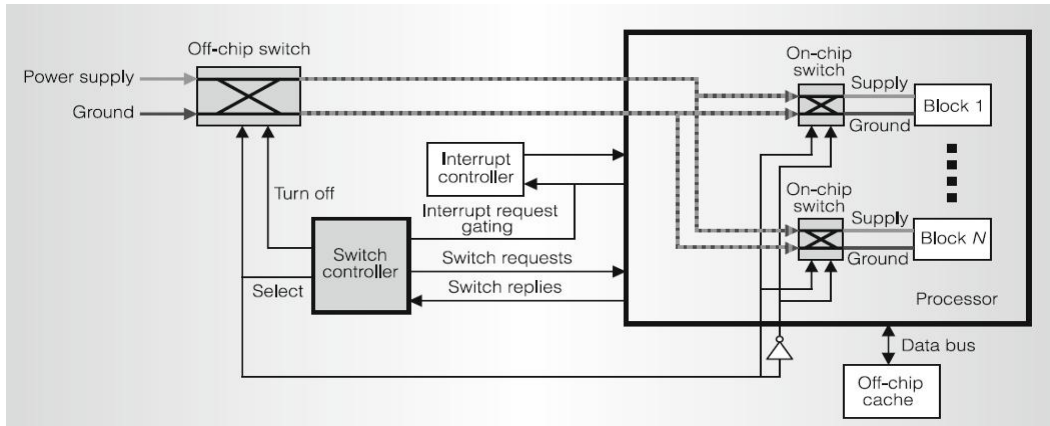 Off-chip switch
Power supply
Ground
On-chip
switch
Supply
Block 1
Ground
Interrupt
controller
Turn off
Interrupt request
gating
On-chip
switch
Supply
Block N
Ground
Switch
controller
Switch requests
Select
Switch replies
Processor
Data bus
Off-chip
cache